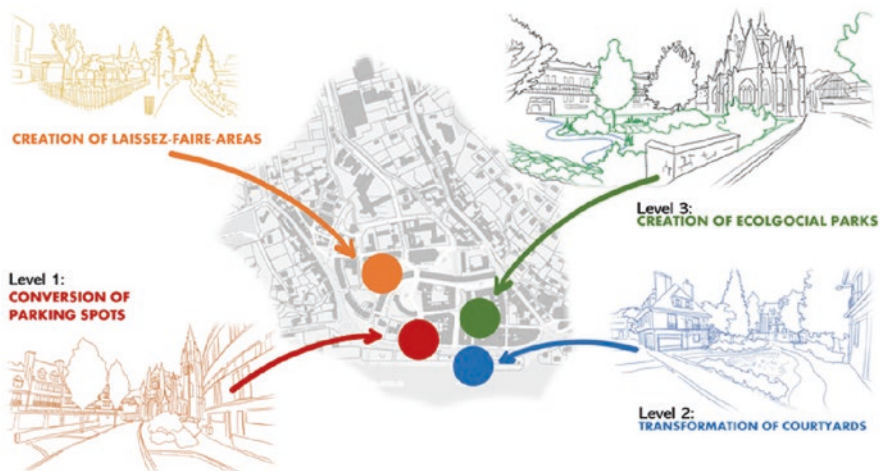 CREATION OF LAISSEZ-FAIRE-AREAS
Level 3:
CREATION OF ECOLGOCIAL PARKS
Level 1:
CONVERSION OF
PARKING SPOTS
Level 2:
TRANSFORMATION OF COURTYARDS